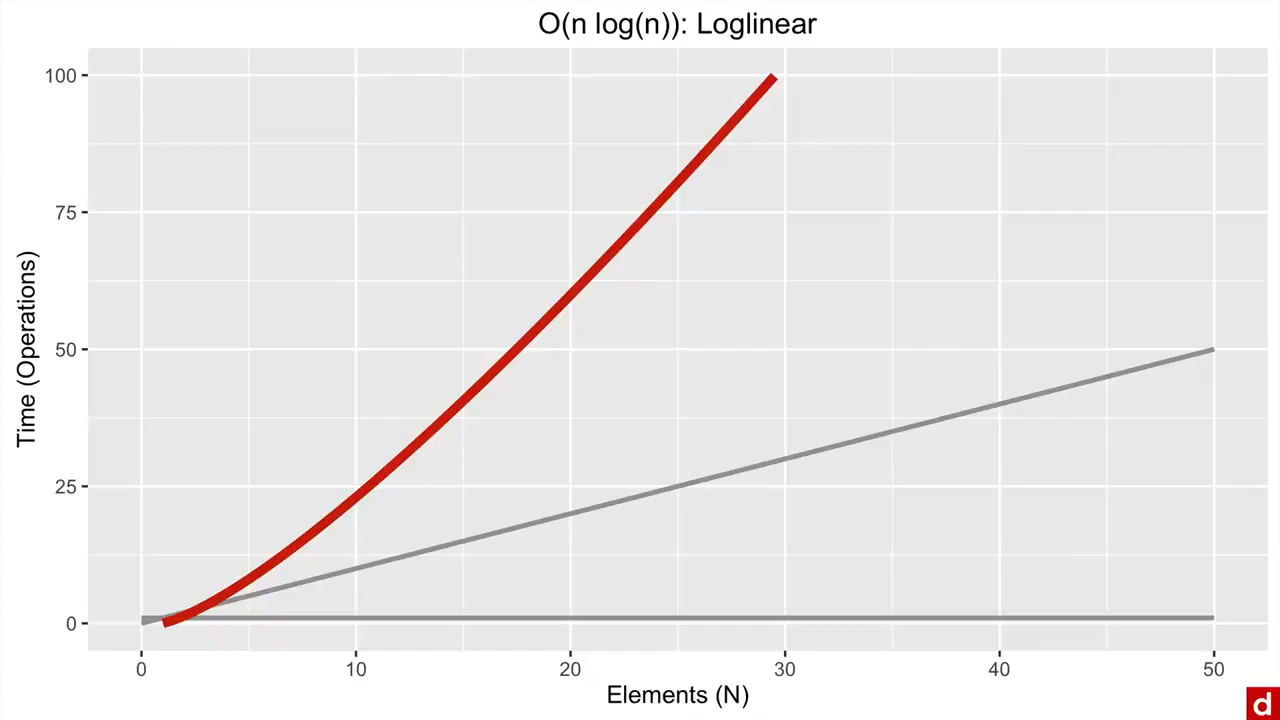 O(n log(n)): Loglinear
100
75
50
25
0
Time (Operations)
0 10 20 30 40 50
Elements (N)
d